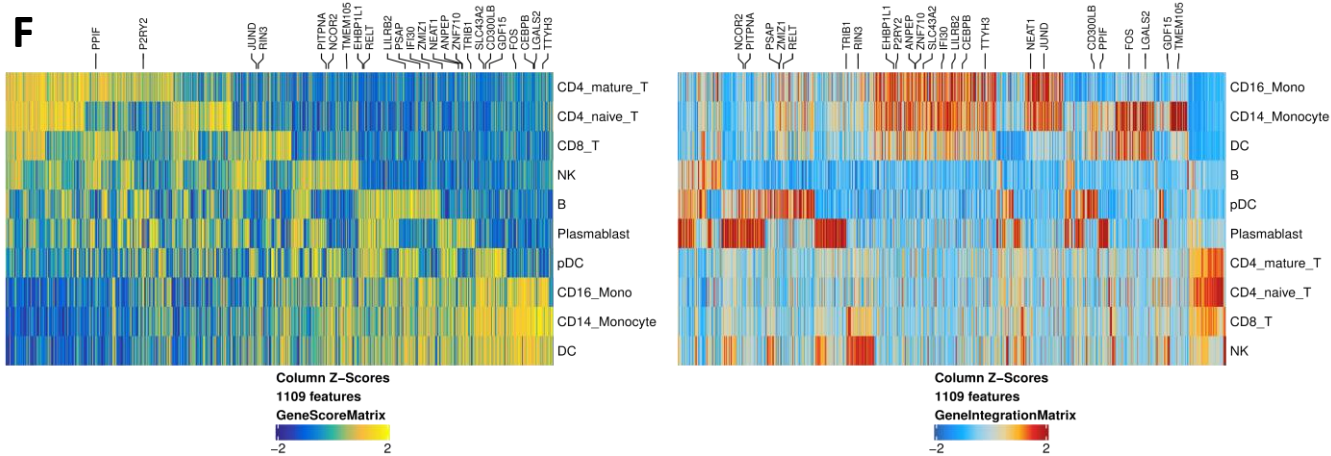 F
PPIF
P2RY2
JUND
RIN3
PITPNA
NCOR2
TMEM105
EHBP1L1
RELT
LILRB2
PSAP
IFI30
ZMIZ1
NEAT1
ANPEP
ZNF710
TRIB1
SLC43A2
CD300LB
GDF15
FOS
CEBPB
LGALS2
TTYH3
CD4_mature_T
CD4_naive_T
CD8_T
NK
B
Plasmablast
pDC
CD16_Mono
CD14_Monocyte
DC
Column Z−Scores
1109 features
GeneScoreMatrix
−2
2
NCOR2
PITPNA
PSAP
ZMIZ1
RELT
TRIB1
RIN3
EHBP1L1
P2RY2
ANPEP
ZNF710
SLC43A2
IFI30
LILRB2
CEBPB
TTYH3
NEAT1
JUND
CD300LB
PPIF
FOS
LGALS2
GDF15
TMEM105
CD16_Mono
CD14_Monocyte
DC
B
pDC
Plasmablast
CD4_mature_T
CD4_naive_T
CD8_T
NK
Column Z−Scores
1109 features
GeneIntegrationMatrix
−2
2